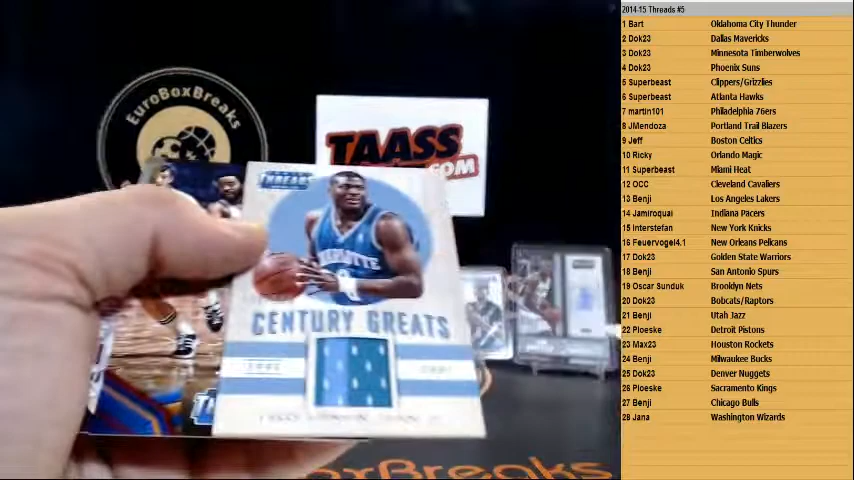 EuroBoxBreaks
TAASS
.COM
THREADS
CHARLOTTE
CENTURY GREATS
oxBreaks
2014-15 Threads #5
1 Bart Oklahoma City Thunder
2 Dok23 Dallas Mavericks
3 Dok23 Minnesota Timberwolves
4 Dok23 Phoenix Suns
5 Superbeast Clippers/Grizzlies
6 Superbeast Atlanta Hawks
7 martin101 Philadelphia 76ers
8 JMendoza Portland Trail Blazers
9 Jeff Boston Celtics
10 Ricky Orlando Magic
11 Superbeast Miami Heat
12 OCC Cleveland Cavaliers
13 Benji Los Angeles Lakers
14 Jamiroquai Indiana Pacers
15 Interstefan New York Knicks
16 Feuervogel4.1 New Orleans Pelicans
17 Dok23 Golden State Warriors
18 Benji San Antonio Spurs
19 Oscar Sunduk Brooklyn Nets
20 Dok23 Bobcats/Raptors
21 Benji Utah Jazz
22 Ploeske Detroit Pistons
23 Max23 Houston Rockets
24 Benji Milwaukee Bucks
25 Dok23 Denver Nuggets
26 Ploeske Sacramento Kings
27 Benji Chicago Bulls
28 Jana Washington Wizards